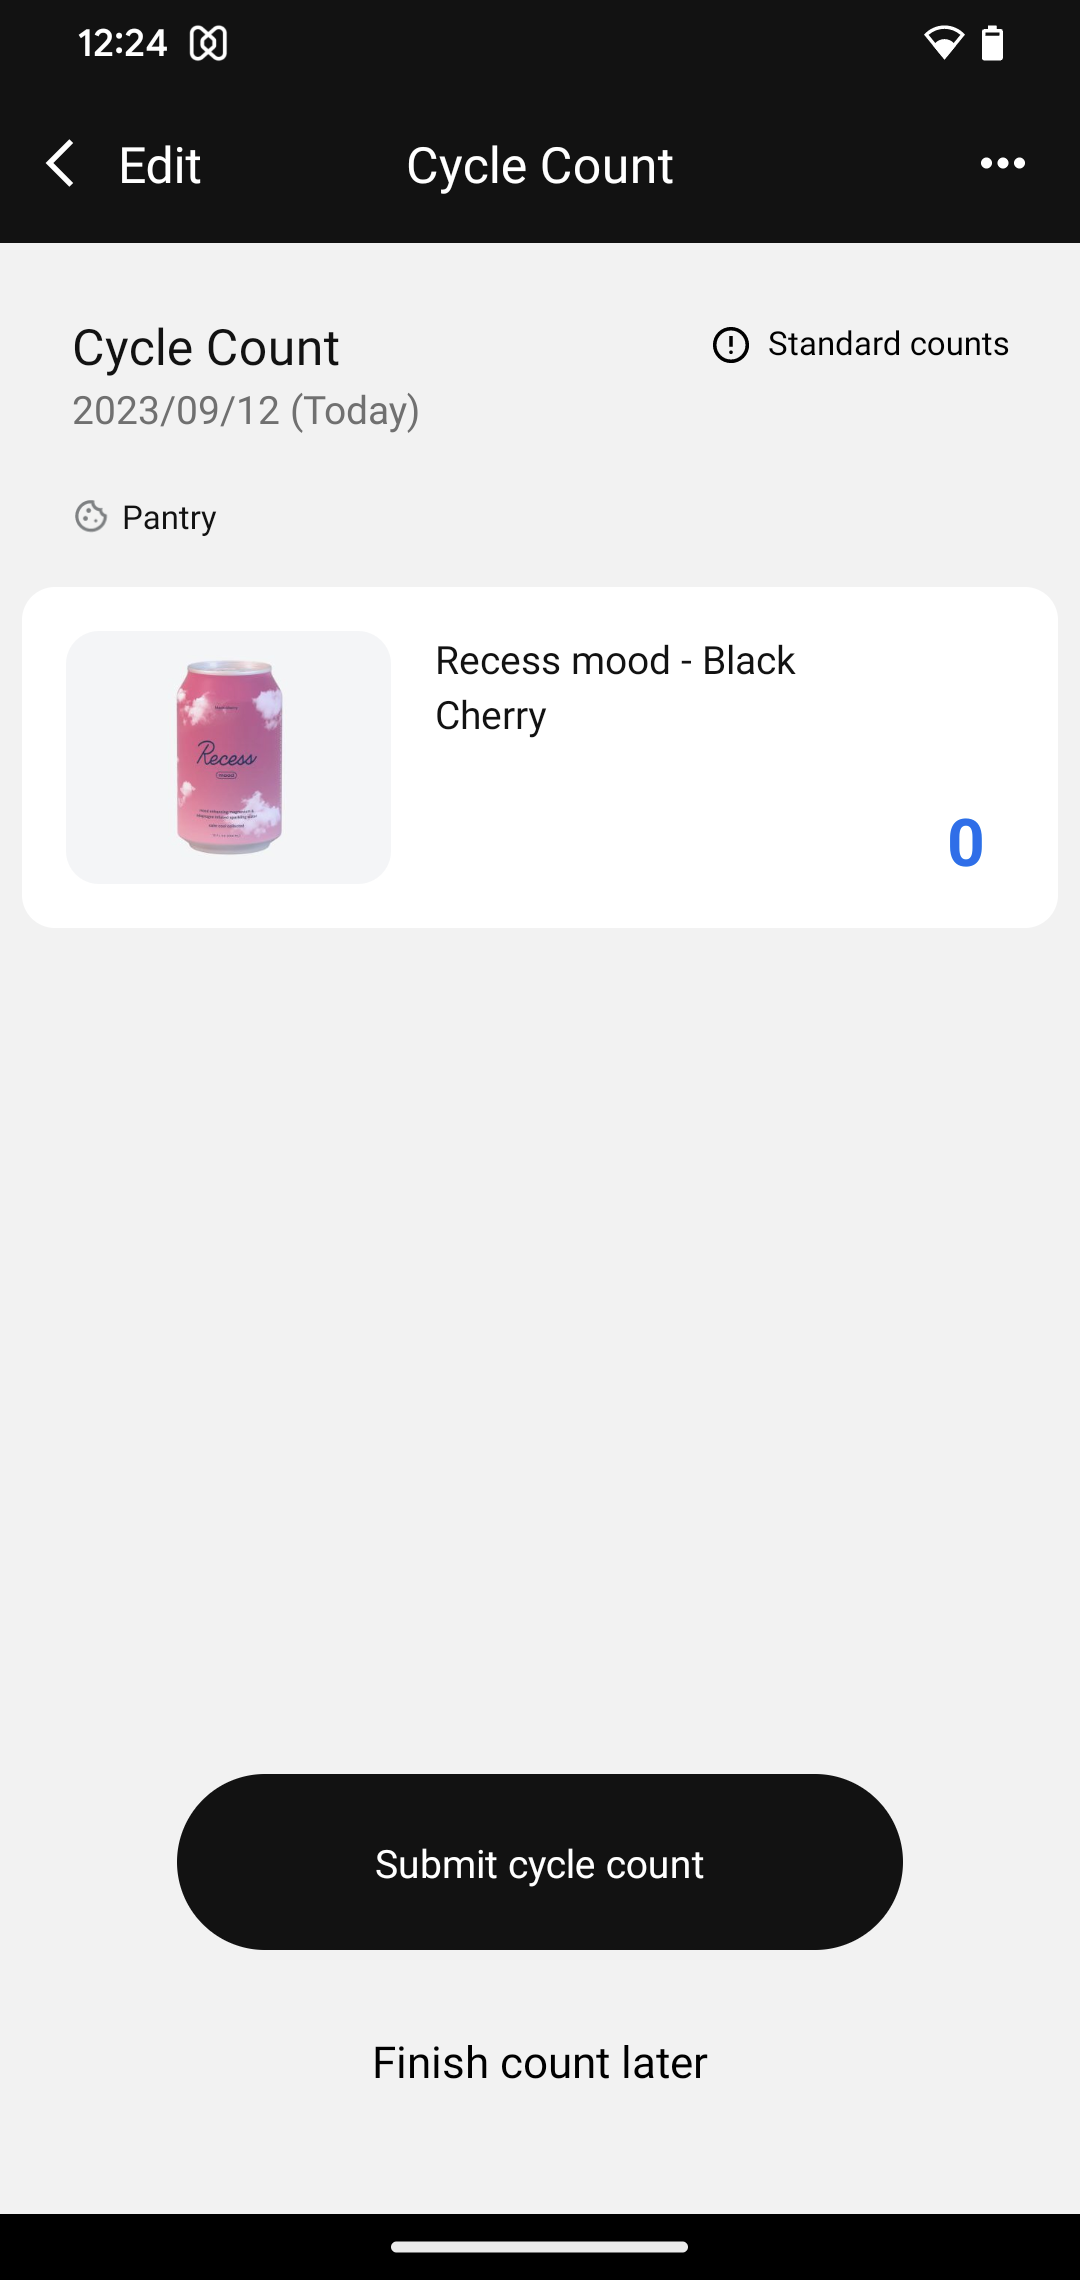 12:24
Edit
Cycle Count
Cycle Count
Standard counts
2023/09/12 (Today)
Pantry
Recess mood - Black
Cherry
Recess
mood
0
Submit cycle count
Finish count later